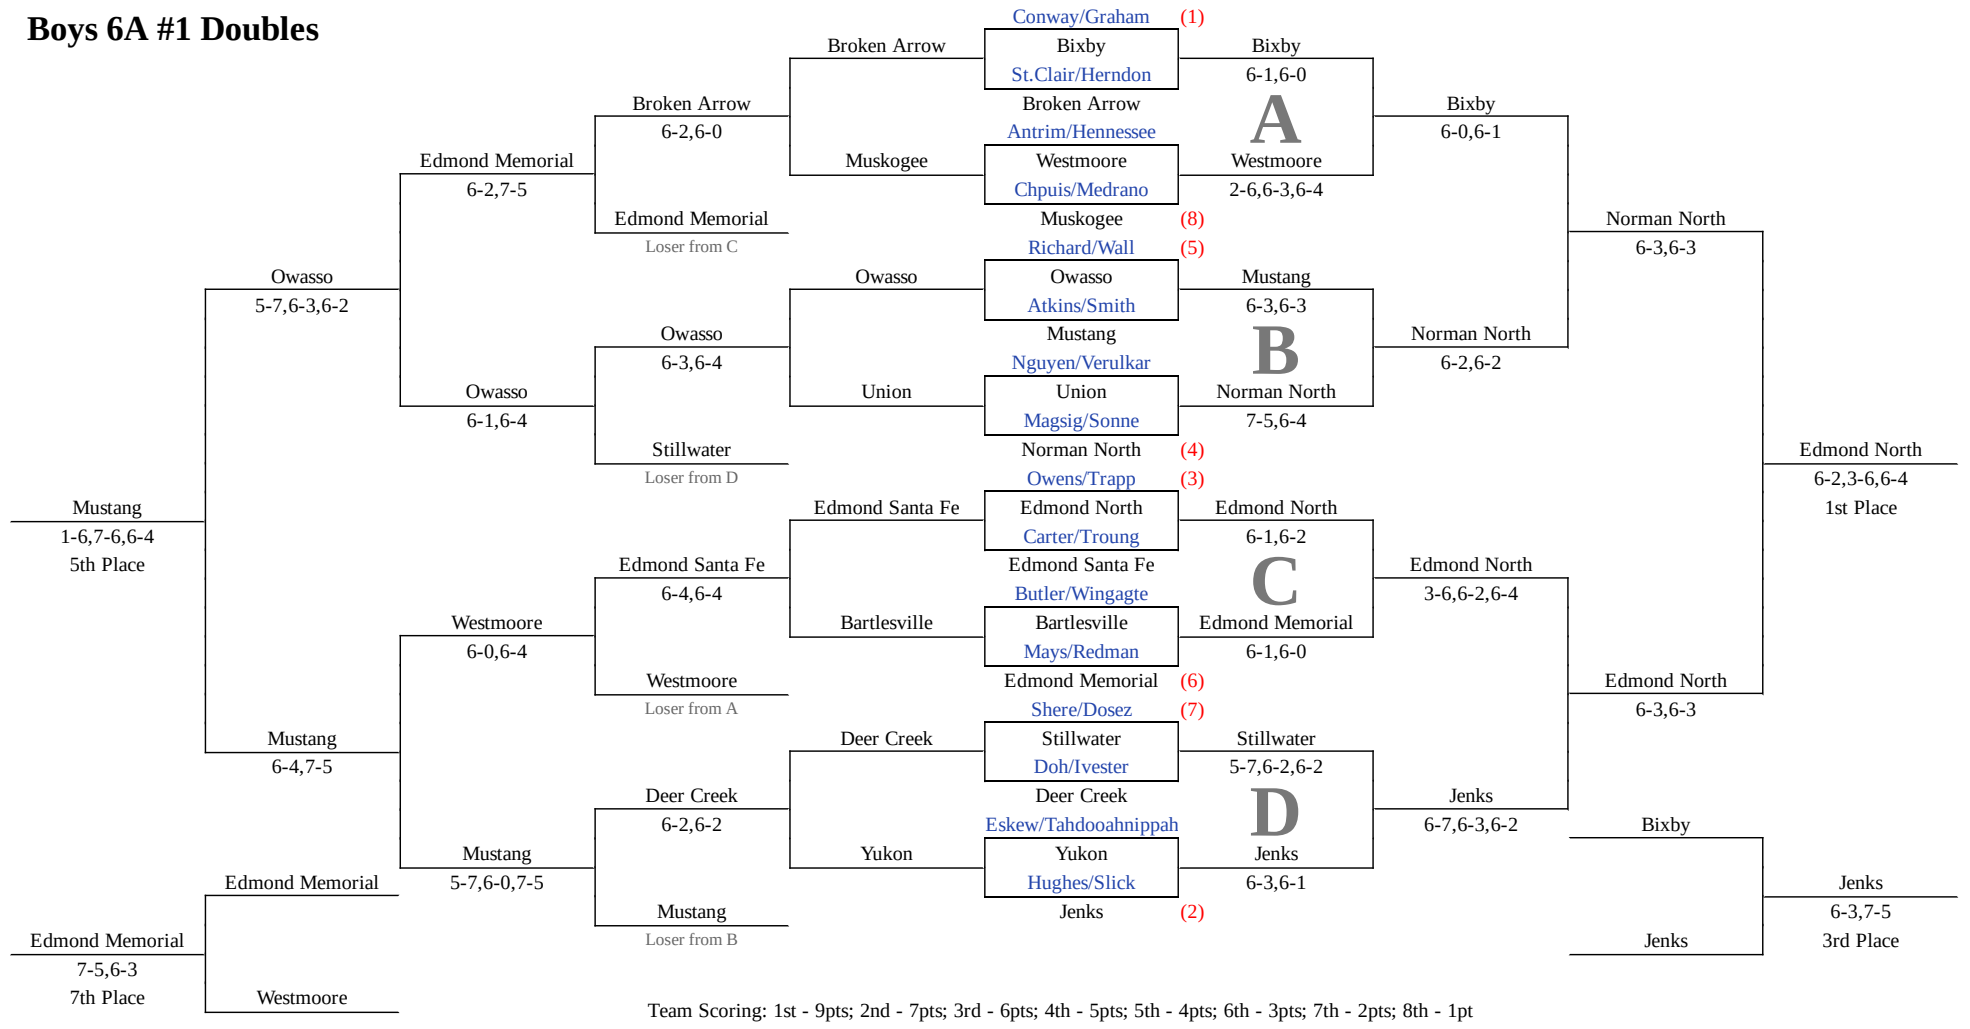 Boys 6A #1 Doubles
Conway/Graham (1)
Broken Arrow Bixby Bixby
St.Clair/Herndon 6-1,6-0
Broken Arrow Broken Arrow A Bixby
6-2,6-0 Antrim/Hennessee 6-0,6-1
Edmond Memorial Muskogee Westmoore Westmoore
6-2,7-5 Chpuis/Medrano 2-6,6-3,6-4
Edmond Memorial Muskogee (8) Norman North
Loser from C Richard/Wall (5) 6-3,6-3
Owasso Owasso Owasso Mustang
5-7,6-3,6-2 Atkins/Smith 6-3,6-3
Owasso Mustang B Norman North
6-3,6-4 Nguyen/Verulkar 6-2,6-2
Owasso Union Union Norman North
6-1,6-4 Magsig/Sonne 7-5,6-4
Stillwater Norman North (4) Edmond North
Loser from D Owens/Trapp (3) 6-2,3-6,6-4
Mustang Edmond Santa Fe Edmond North Edmond North 1st Place
1-6,7-6,6-4 Carter/Troung 6-1,6-2
5th Place Edmond Santa Fe Edmond Santa Fe C Edmond North
6-4,6-4 Butler/Wingagte 3-6,6-2,6-4
Westmoore Bartlesville Bartlesville Edmond Memorial
6-0,6-4 Mays/Redman 6-1,6-0
Westmoore Edmond Memorial (6) Edmond North
Loser from A Shere/Dosez (7) 6-3,6-3
Mustang Deer Creek Stillwater Stillwater
6-4,7-5 Doh/Ivester 5-7,6-2,6-2
Deer Creek Deer Creek D Jenks
6-2,6-2 Eskew/Tahdooahnippah 6-7,6-3,6-2 Bixby
Mustang Yukon Yukon Jenks
Edmond Memorial 5-7,6-0,7-5 Hughes/Slick 6-3,6-1 Jenks
Mustang Jenks (2) 6-3,7-5
Edmond Memorial Loser from B Jenks 3rd Place
7-5,6-3
7th Place Westmoore
Team Scoring: 1st - 9pts; 2nd - 7pts; 3rd - 6pts; 4th - 5pts; 5th - 4pts; 6th - 3pts; 7th - 2pts; 8th - 1pt